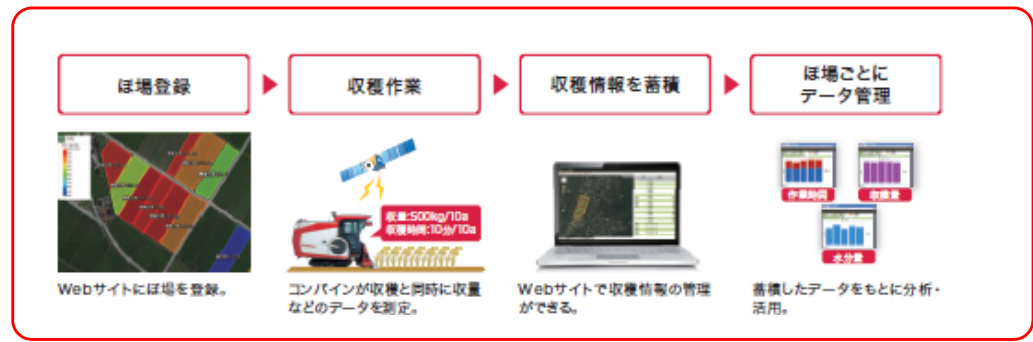 ほ場登録
収穫作業
収穫情報を蓄積
ほ場ごとに
データ管理
収量:500kg/10a
収穫時間:10分/10a
作業時間
収穫量
水分量
Webサイトにほ場を登録。
コンバインが収穫と同時に収量
などのデータを測定。
Webサイトで収穫情報の管理
ができる。
蓄積したデータをもとに分析・
活用。